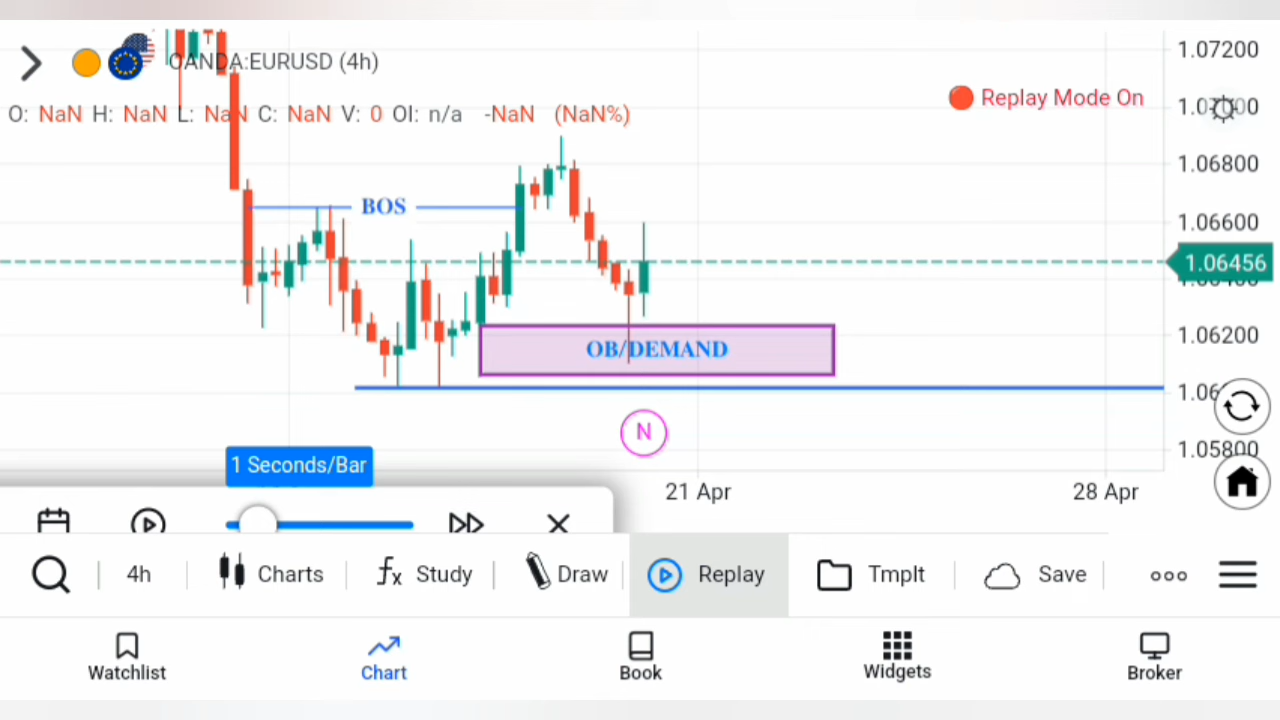 1.07200
OANDA:EURUSD (4h)
Replay Mode On
O: NaN H: NaN L: NaN C: NaN V: 0 OI: n/a -NaN (NaN%)
1.06800
BOS
1.06600
1.06456
1.06200
OB/DEMAND
N
1.05800
1 Seconds/Bar
21 Apr
28 Apr
4h
Charts
fx Study
Draw
Replay
Tmplt
Save
Watchlist
Chart
Book
Widgets
Broker